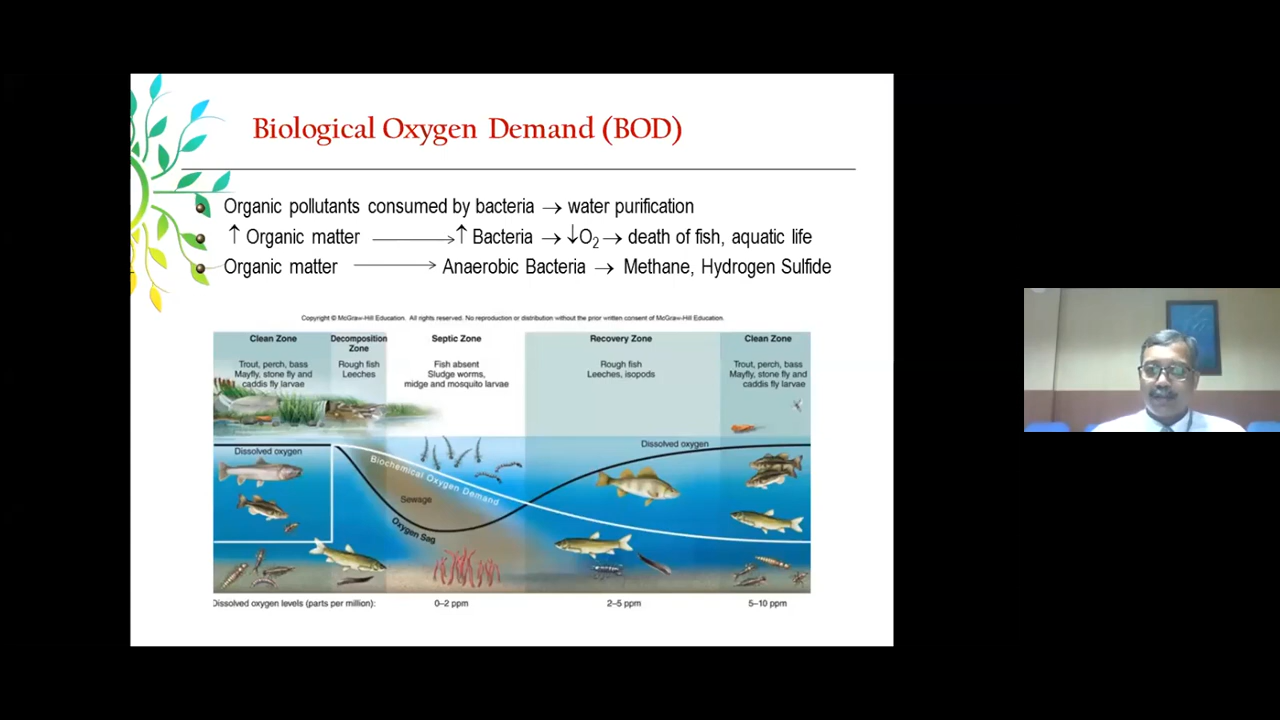 Biological Oxygen Demand (BOD)
Organic pollutants consumed by bacteria → water purification
↑ Organic matter → ↑ Bacteria → ↓O₂ → death of fish, aquatic life
Organic matter → Anaerobic Bacteria → Methane, Hydrogen Sulfide
Copyright © McGraw-Hill Education. All rights reserved. No reproduction or distribution without the prior written consent of McGraw-Hill Education.
Clean Zone
Trout, perch, bass
Mayfly, stone fly and
caddis fly larvae
Decomposition
Zone
Rough fish
Leeches
Septic Zone
Fish absent
Sludge worms,
midge and mosquito larvae
Recovery Zone
Rough fish
Leeches, isopods
Clean Zone
Trout, perch, bass
Mayfly, stone fly and
caddis fly larvae
Dissolved oxygen
Biochemical Oxygen Demand
Sewage
Oxygen Sag
Dissolved oxygen
Dissolved oxygen levels (parts per million):
0–2 ppm
2–5 ppm
5–10 ppm